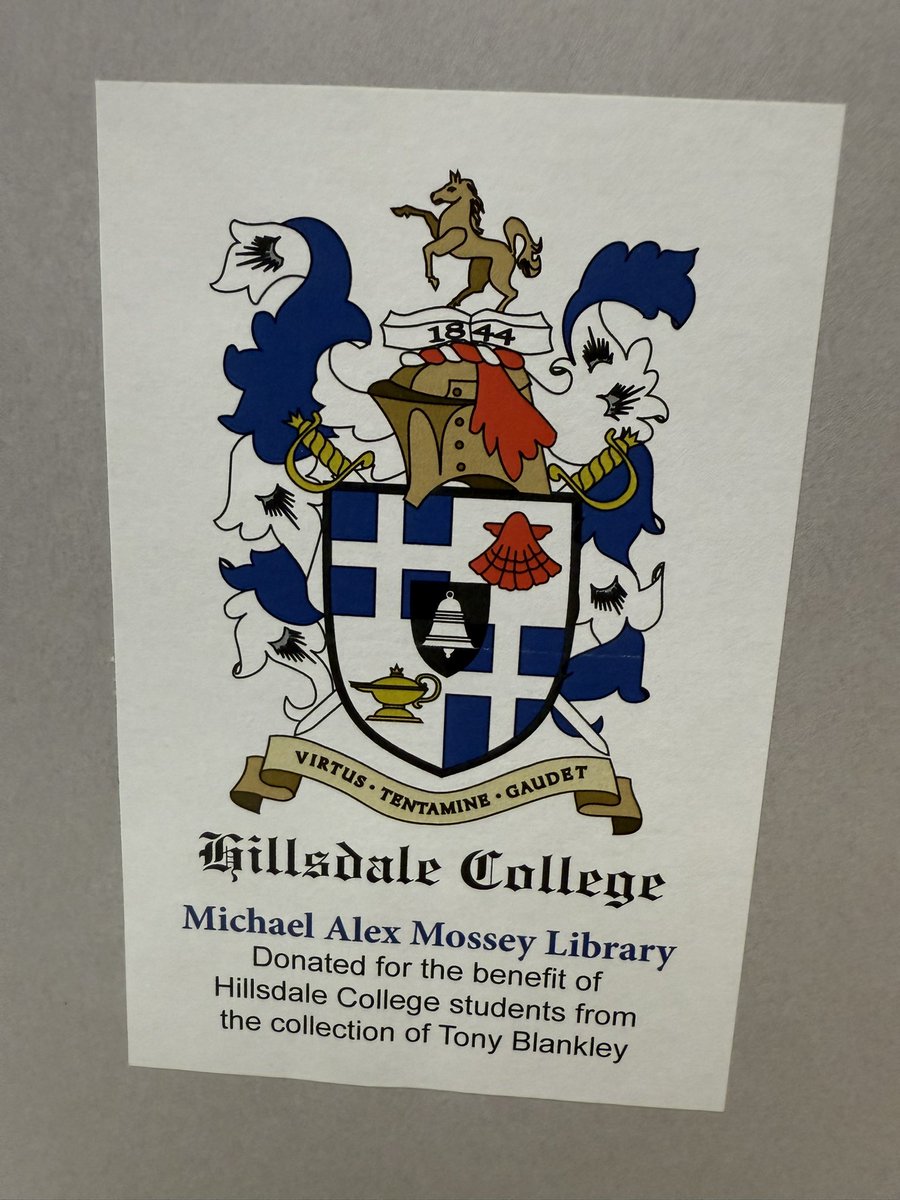 1844
VIRTUS · TENTAMINE · GAUDET
Hillsdale College
Michael Alex Mossey Library
Donated for the benefit of
Hillsdale College students from
the collection of Tony Blankley